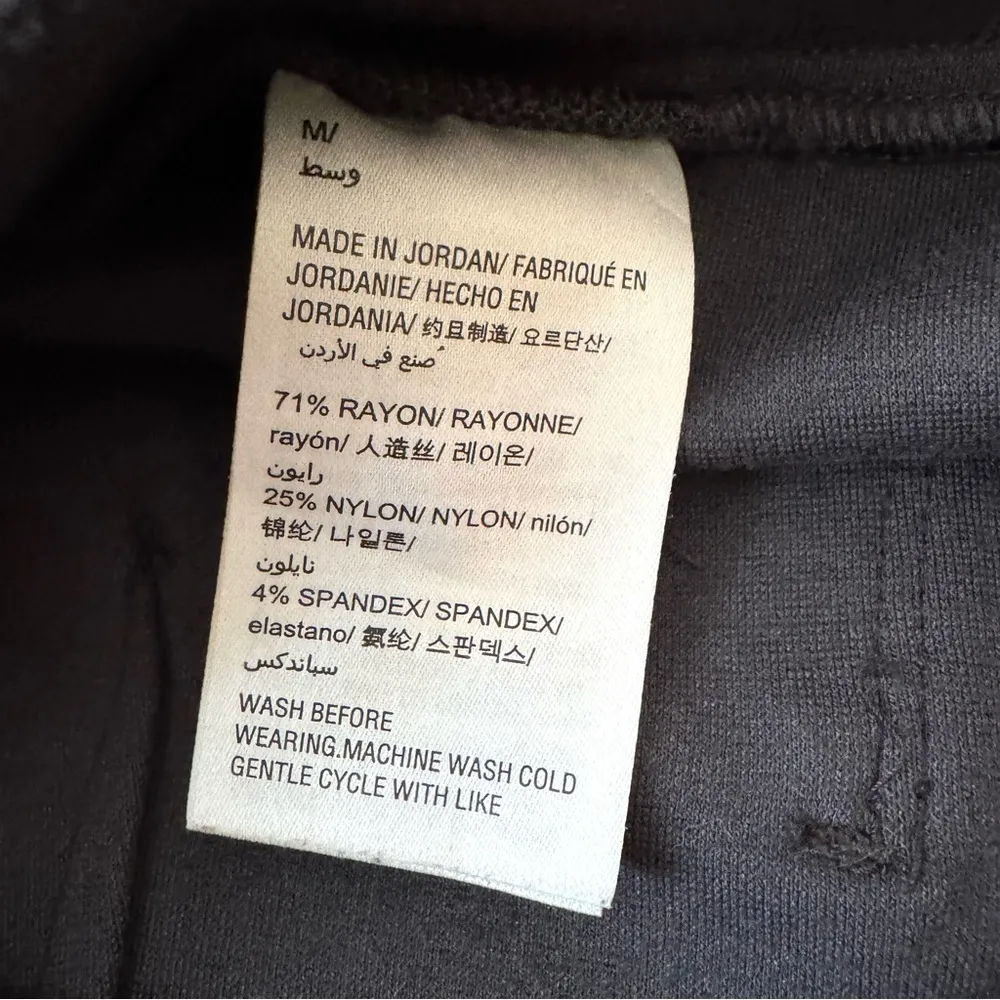 M/
وسط
MADE IN JORDAN/ FABRIQUÉ EN
JORDANIE/ HECHO EN
JORDANIA/ 约旦制造/ 요르단산/
صنع في الأردن
71% RAYON/ RAYONNE/
rayón/ 人造丝/ 레이온/
رايون
25% NYLON/ NYLON/ nilón/
锦纶/ 나일론/
نايلون
4% SPANDEX/ SPANDEX/
elastano/ 氨纶/ 스판덱스/
سباندكس
WASH BEFORE
WEARING.MACHINE WASH COLD
GENTLE CYCLE WITH LIKE